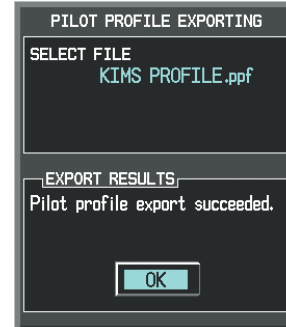 PILOT PROFILE EXPORTING
SELECT FILE
KIMS PROFILE.ppf
EXPORT RESULTS
Pilot profile export succeeded.
OK